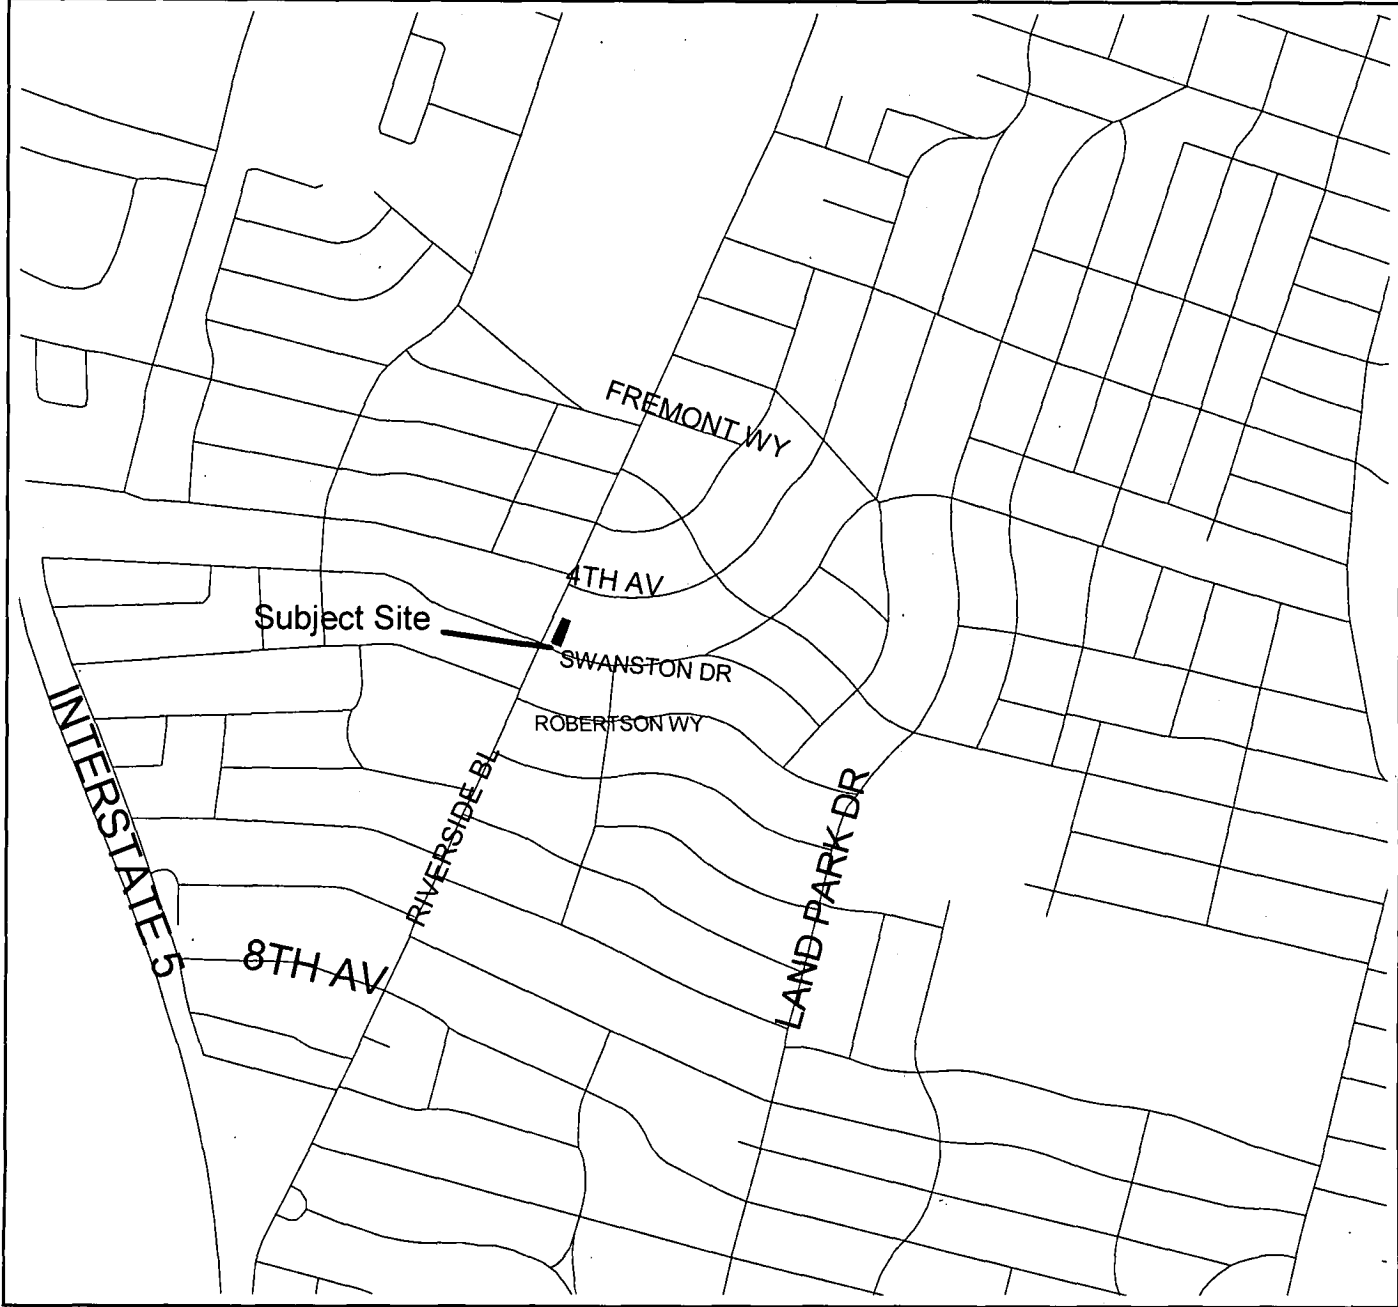 FREMONT WY
4TH AV
Subject Site
SWANSTON DR
ROBERTSON WY
INTERSTATE 5
RIVERSIDE BL
LAND PARK DR
8TH AV